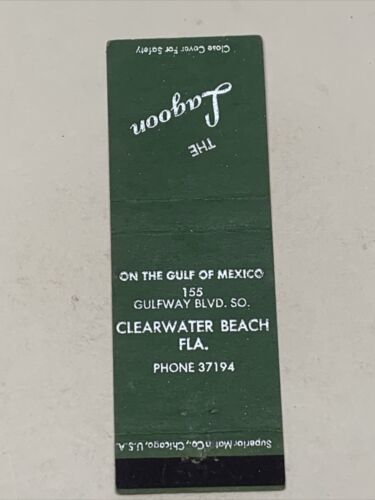 Close Cover For Safety
THE
Lagoon
ON THE GULF OF MEXICO
155
GULFWAY BLVD. SO.
CLEARWATER BEACH
FLA.
PHONE 37194
Superior Match Co., Chicago, U.S.A.